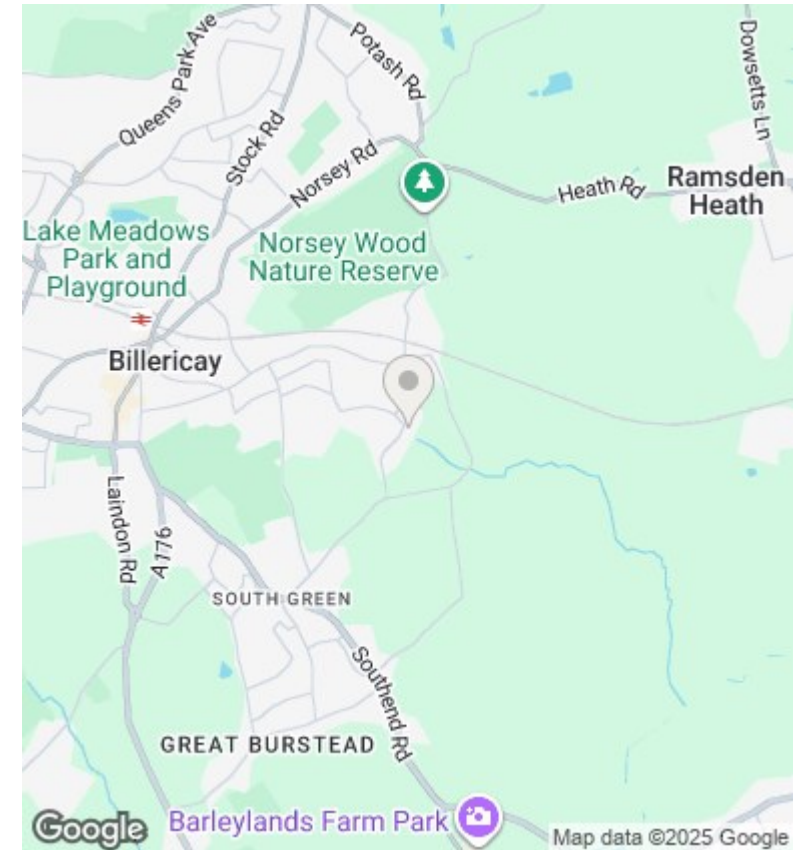 Potash Rd
Dowsetts Ln
Queens Park Ave
Stock Rd
Norsey Rd
Heath Rd
Ramsden
Heath
Lake Meadows
Park and
Playground
Norsey Wood
Nature Reserve
Billericay
Laindon Rd
A176
SOUTH GREEN
Southend Rd
GREAT BURSTEAD
Barleylands Farm Park
Google
Map data ©2025 Google